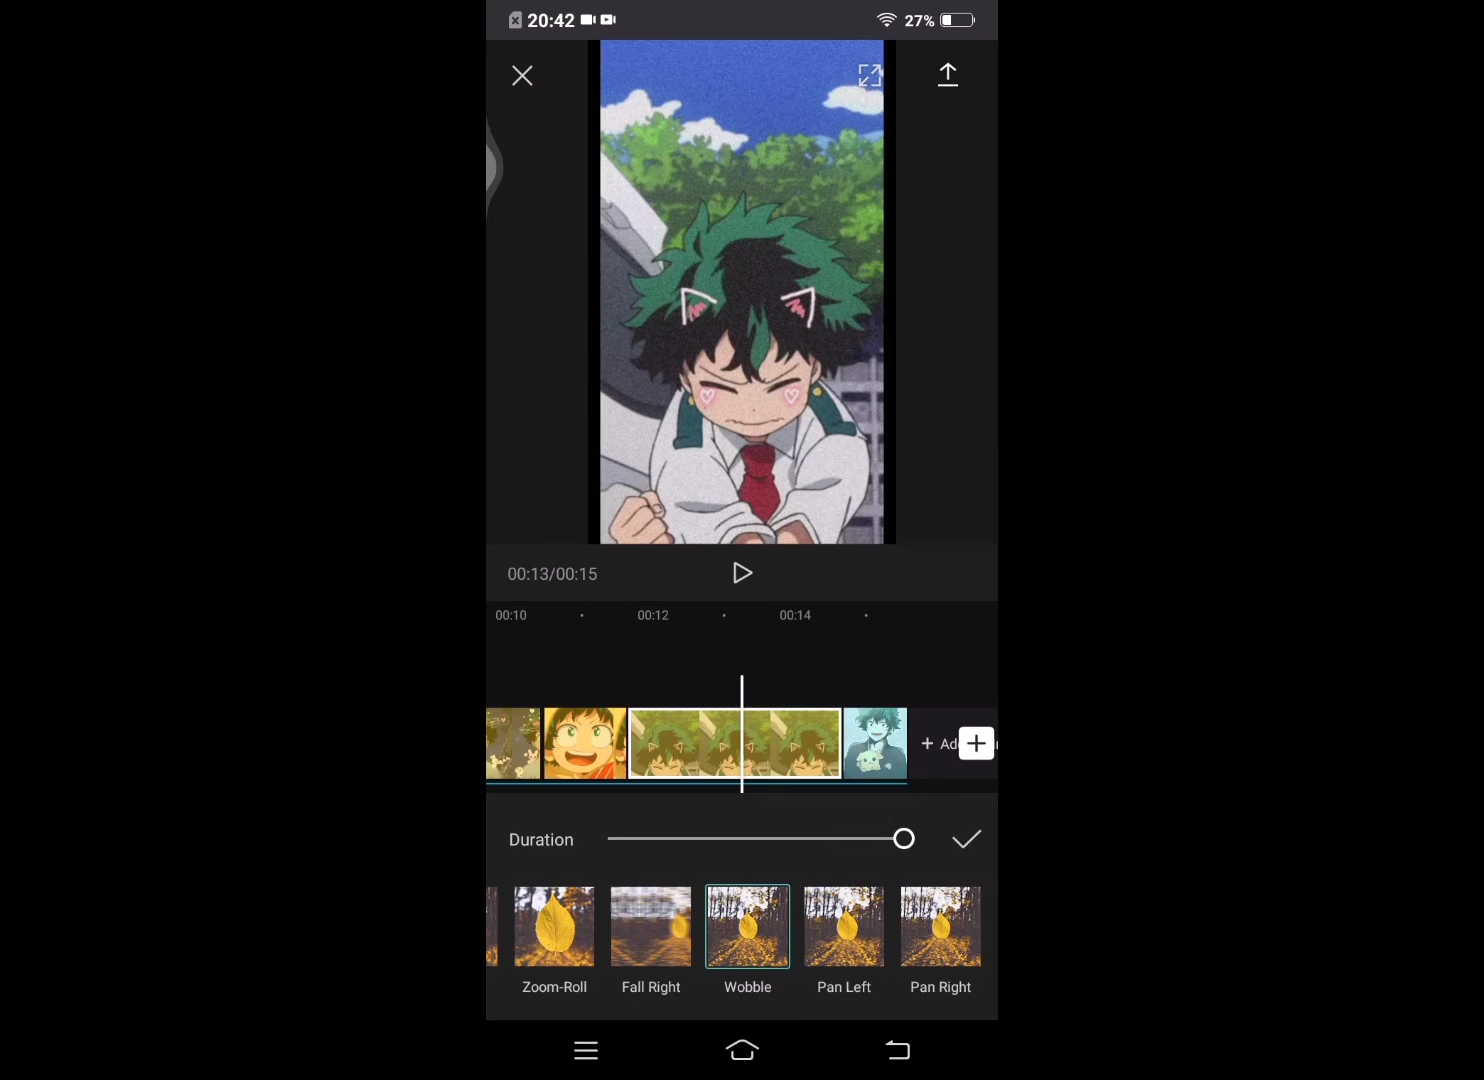 20:42
27%
00:13/00:15
00:10
00:12
00:14
+ Ad
Duration
Zoom-Roll
Fall Right
Wobble
Pan Left
Pan Right